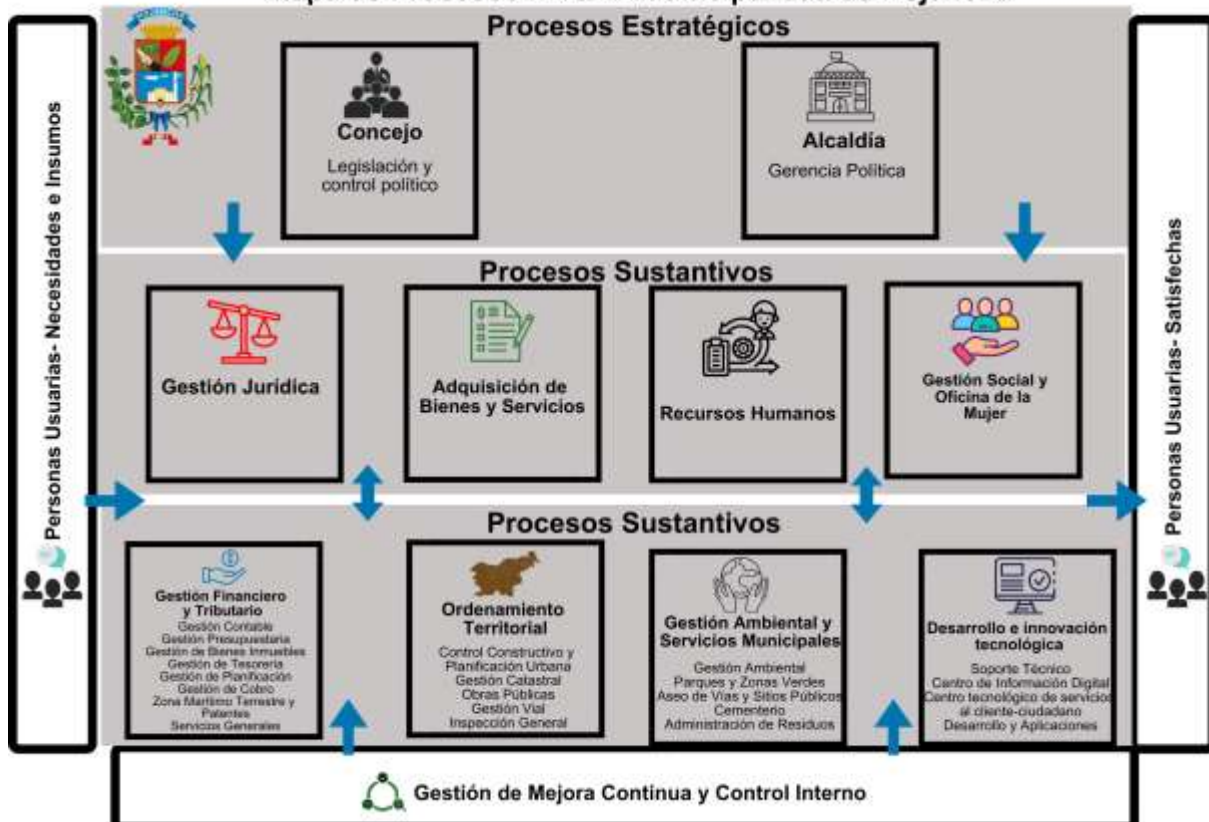 Procesos Estratégicos
Concejo
Legislación y
control político
Alcaldía
Gerencia Política
Personas Usuarias- Necesidades e Insumos
Procesos Sustantivos
Gestión Jurídica
Adquisición de
Bienes y Servicios
Recursos Humanos
Gestión Social y
Oficina de la
Mujer
Personas Usuarias- Satisfechas
Procesos Sustantivos
Gestión Financiero
y Tributario
Gestión Contable
Gestión Presupuestaria
Gestión de Bienes Inmuebles
Gestión de Tesorería
Gestión de Planificación
Gestión de Cobro
Zona Marítimo Terrestre y
Patentes
Servicios Generales
Ordenamiento
Territorial
Control Constructivo y
Planificación Urbana
Gestión Catastral
Obras Públicas
Gestión Vial
Inspección General
Gestión Ambiental y
Servicios Municipales
Gestión Ambiental
Parques y Zonas Verdes
Aseo de Vías y Sitios Públicos
Cementerio
Administración de Residuos
Desarrollo e innovación
tecnológica
Soporte Técnico
Centro de Información Digital
Centro tecnológico de servicios
al cliente-ciudadano
Desarrollo y Aplicaciones
Gestión de Mejora Continua y Control Interno